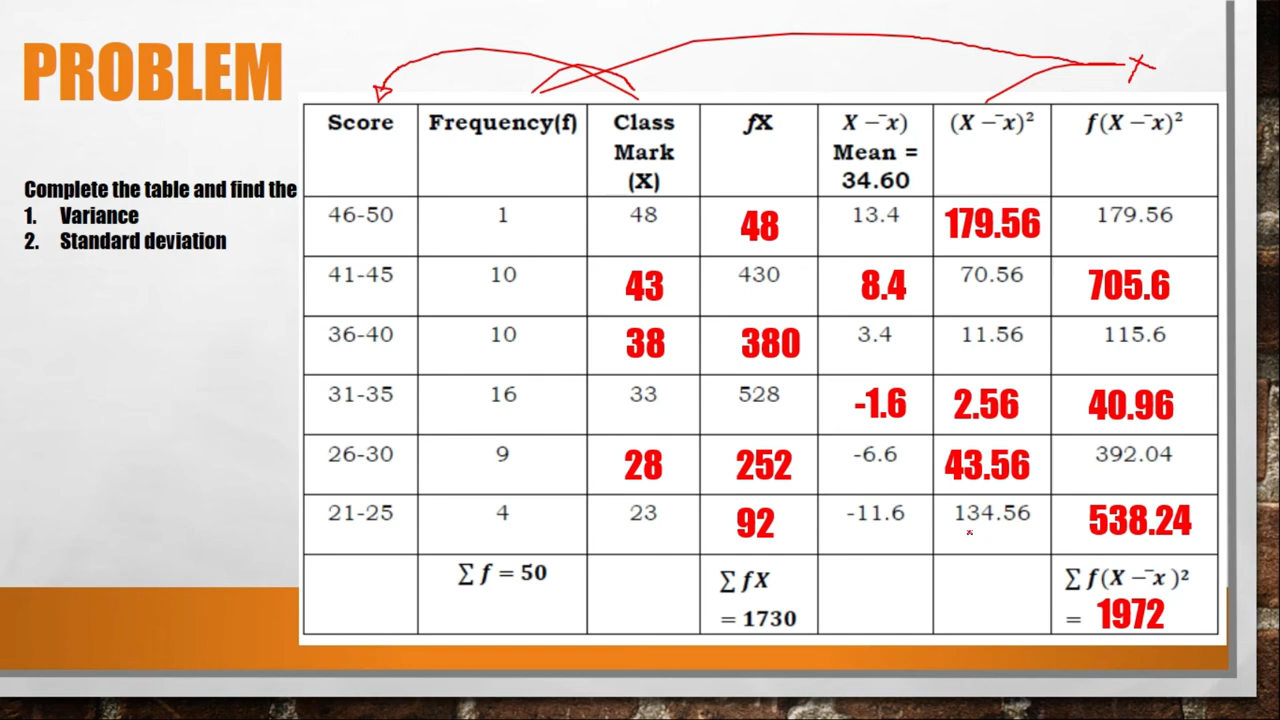 PROBLEM
Complete the table and find the
1. Variance
2. Standard deviation
Score Frequency(f) Class Mark (X) fX X – ¯x) Mean = 34.60 (X – ¯x)² f(X – ¯x)²
46-50 1 48 48 13.4 179.56 179.56
41-45 10 43 430 8.4 70.56 705.6
36-40 10 38 380 3.4 11.56 115.6
31-35 16 33 528 -1.6 2.56 40.96
26-30 9 28 252 -6.6 43.56 392.04
21-25 4 23 92 -11.6 134.56 538.24
∑ f = 50 ∑ fX = 1730 ∑ f(X – ¯x )² = 1972